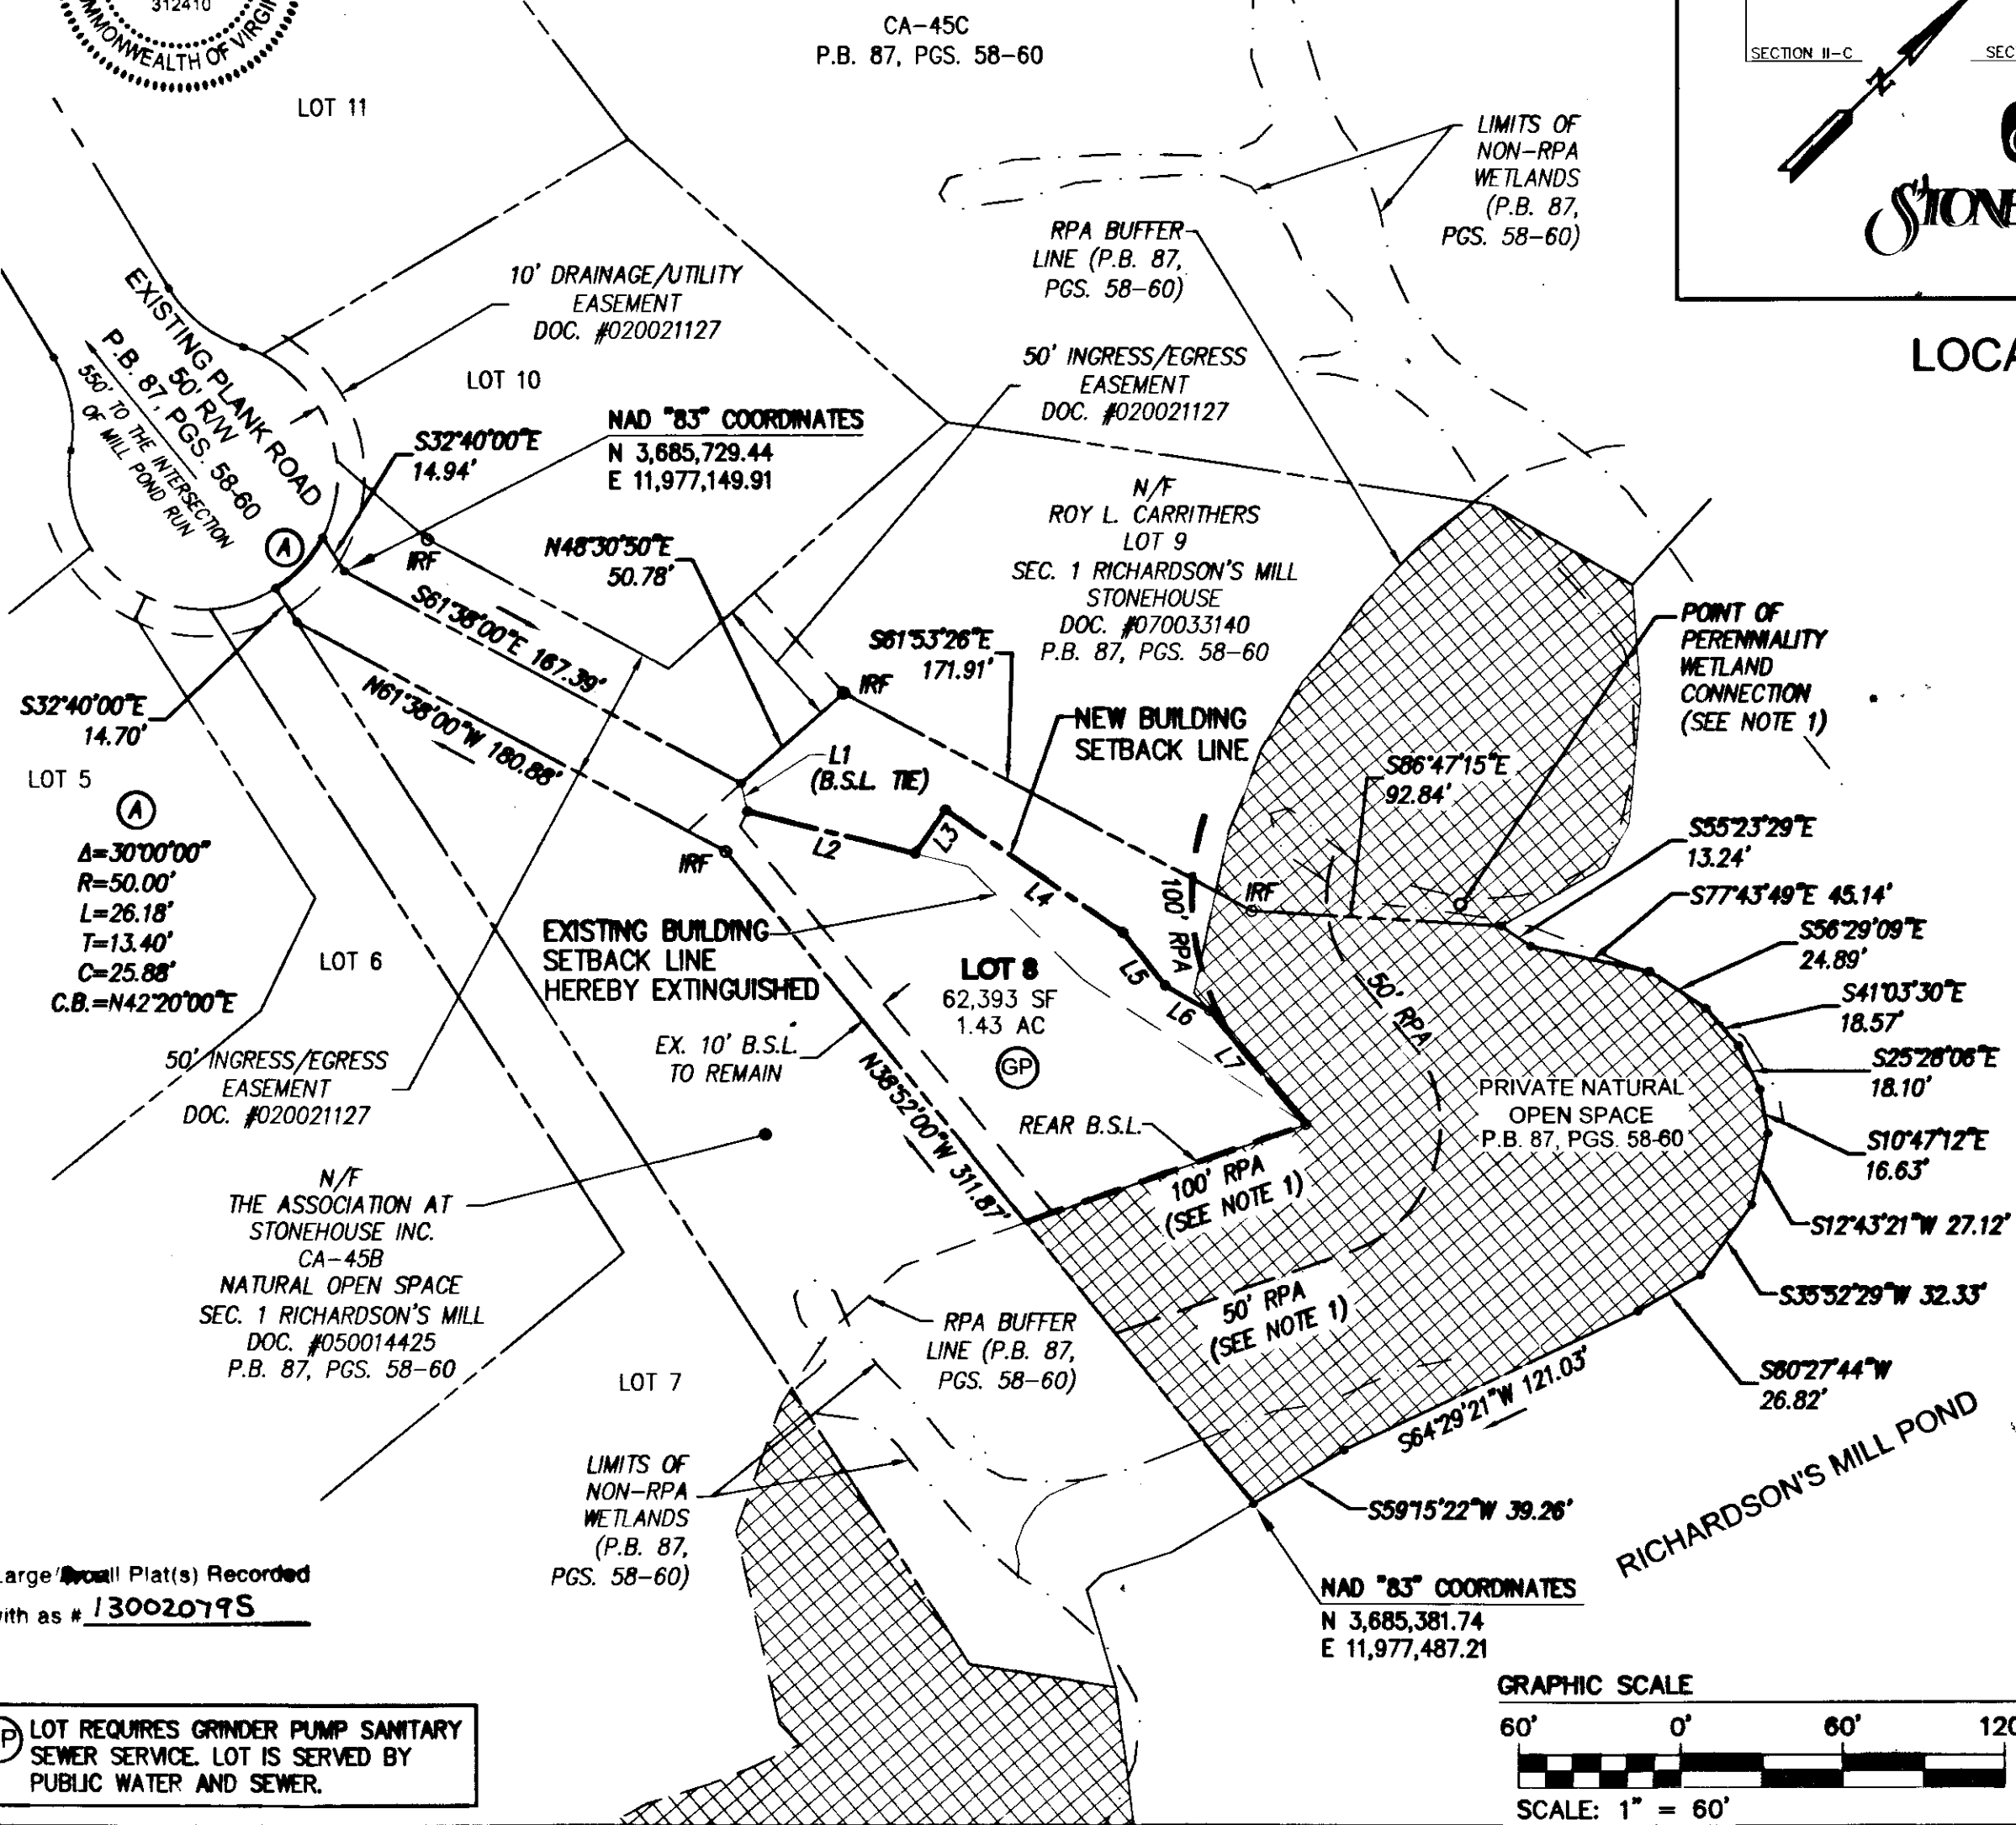 312410
COMMONWEALTH OF VIRGINIA
CA-45C
P.B. 87, PGS. 58-60
SECTION II-C
LOT 11
LIMITS OF
NON-RPA
WETLANDS
(P.B. 87,
PGS. 58-60)
N
RPA BUFFER
LINE (P.B. 87,
PGS. 58-60)
10' DRAINAGE/UTILITY
EASEMENT
DOC. #020021127
EXISTING PLANK ROAD
50' R/W
P.B. 87, PGS. 58-60
550' TO THE INTERSECTION
OF MILL POND RUN
LOT 10
50' INGRESS/EGRESS
EASEMENT
DOC. #020021127
NAD "83" COORDINATES
N 3,685,729.44
E 11,977,149.91
S32°40'00"E
14.94'
A
IRF
N48°30'50"E
50.78'
N/F
ROY L. CARRITHERS
LOT 9
SEC. 1 RICHARDSON'S MILL
STONEHOUSE
DOC. #070033140
P.B. 87, PGS. 58-60
S61°38'00"E 167.39'
N61°38'00"W 180.88'
S61°53'26"E
171.91'
IRF
POINT OF
PERENNIALITY
WETLAND
CONNECTION
(SEE NOTE 1)
S32°40'00"E
14.70'
NEW BUILDING
SETBACK LINE
L1
(B.S.L. TIE)
L2
L3
L4
L5
L6
L7
S86°47'15"E
92.84'
S55°23'29"E
13.24'
S77°43'49"E 45.14'
S56°29'09"E
24.89'
S41°03'30"E
18.57'
S25°28'06"E
18.10'
S10°47'12"E
16.63'
S12°43'21"W 27.12'
S35°52'29"W 32.33'
S60°27'44"W
26.82'
LOT 5
A
Δ=30°00'00"
R=50.00'
L=26.18'
T=13.40'
C=25.88'
C.B.=N42°20'00"E
IRF
IRF
100' RPA
50' RPA
EXISTING BUILDING
SETBACK LINE
HEREBY EXTINGUISHED
LOT 6
LOT 8
62,393 SF
1.43 AC
GP
EX. 10' B.S.L.
TO REMAIN
N38°52'00"W 311.87'
50' INGRESS/EGRESS
EASEMENT
DOC. #020021127
REAR B.S.L.
PRIVATE NATURAL
OPEN SPACE
P.B. 87, PGS. 58-60
100' RPA
(SEE NOTE 1)
N/F
THE ASSOCIATION AT
STONEHOUSE INC.
CA-45B
NATURAL OPEN SPACE
SEC. 1 RICHARDSON'S MILL
DOC. #050014425
P.B. 87, PGS. 58-60
50' RPA
(SEE NOTE 1)
RPA BUFFER
LINE (P.B. 87,
PGS. 58-60)
LOT 7
S64°29'21"W 121.03'
S59°15'22"W 39.26'
RICHARDSON'S MILL POND
LIMITS OF
NON-RPA
WETLANDS
(P.B. 87,
PGS. 58-60)
NAD "83" COORDINATES
N 3,685,381.74
E 11,977,487.21
Plat(s) Recorded
with as # 130020795
LOT REQUIRES GRINDER PUMP SANITARY
SEWER SERVICE. LOT IS SERVED BY
PUBLIC WATER AND SEWER.
GRAPHIC SCALE
60' 0' 60' 120
SCALE: 1" = 60'